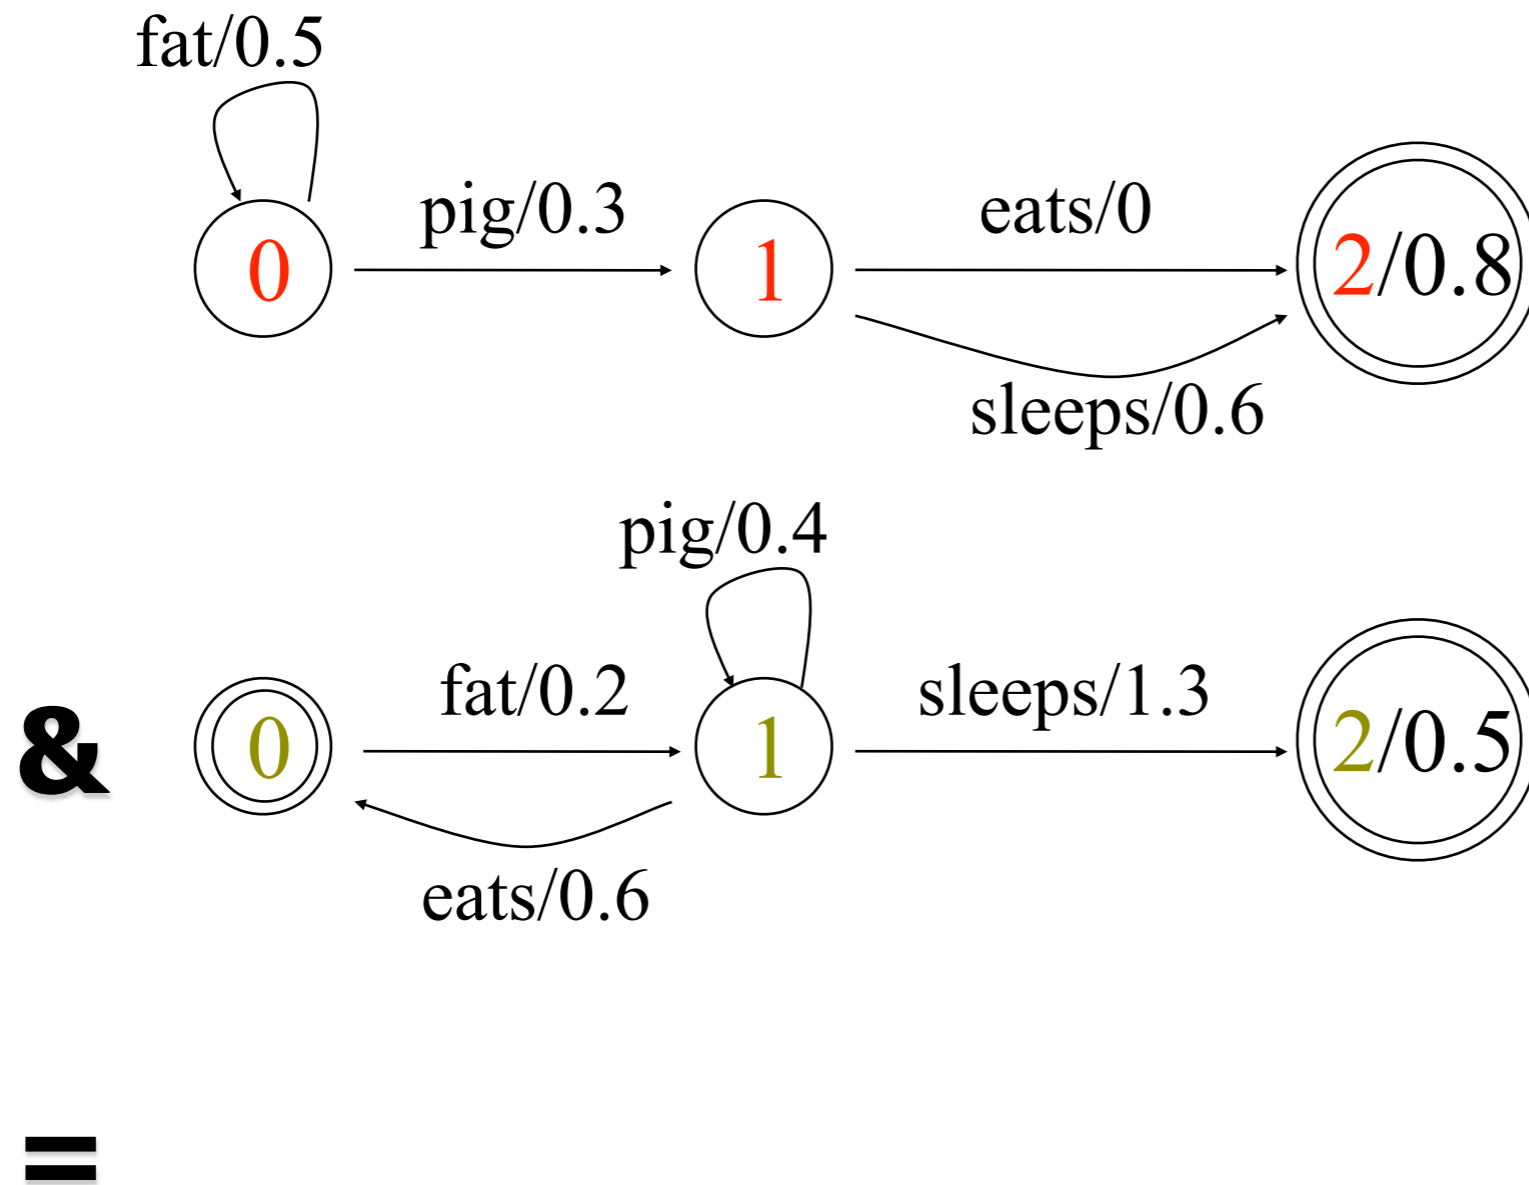 fat/0.5
0 pig/0.3 1 eats/0 2/0.8
sleeps/0.6
pig/0.4
& 0 fat/0.2 1 sleeps/1.3 2/0.5
eats/0.6
=